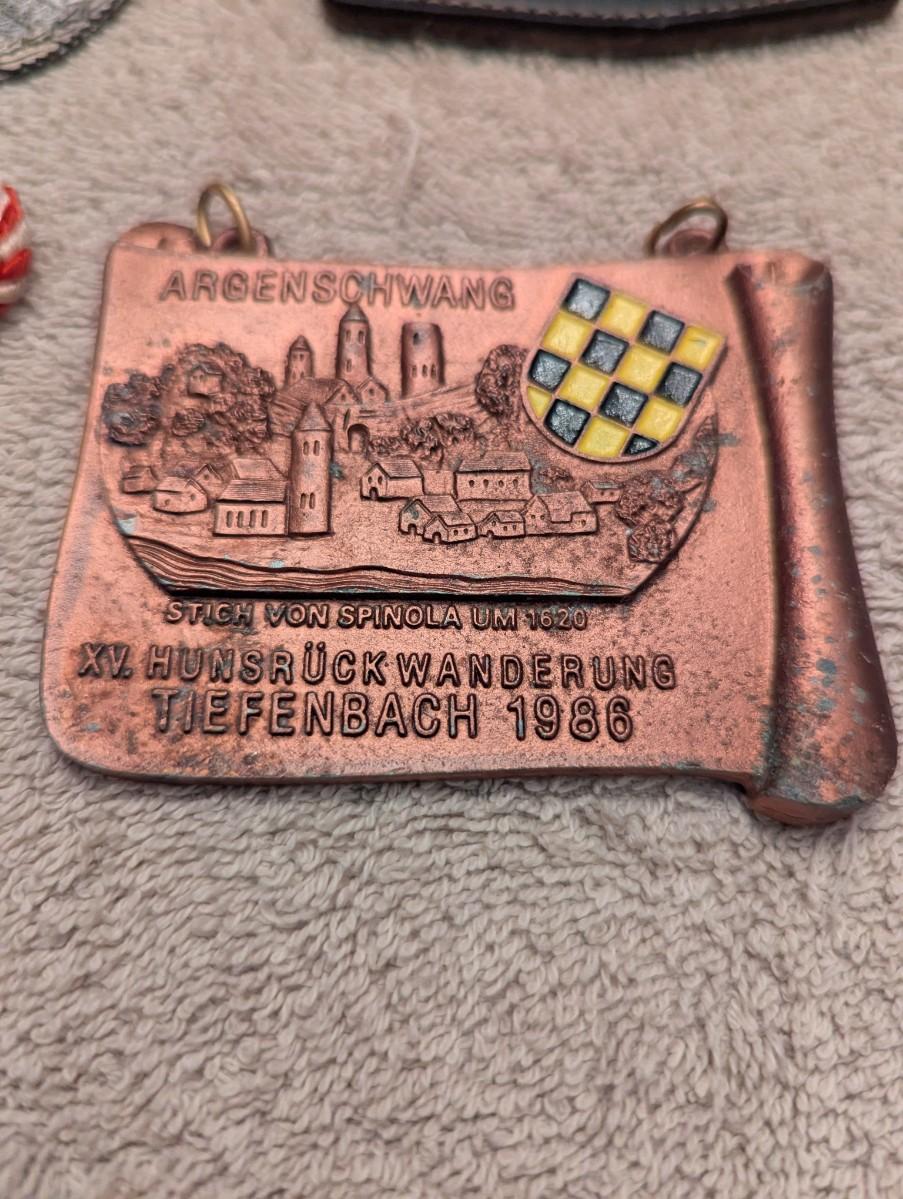 ARGENSCHWANG
STICH VON SPINOLA UM 1620
XV. HUNSRÜCKWANDERUNG
TIEFENBACH 1986